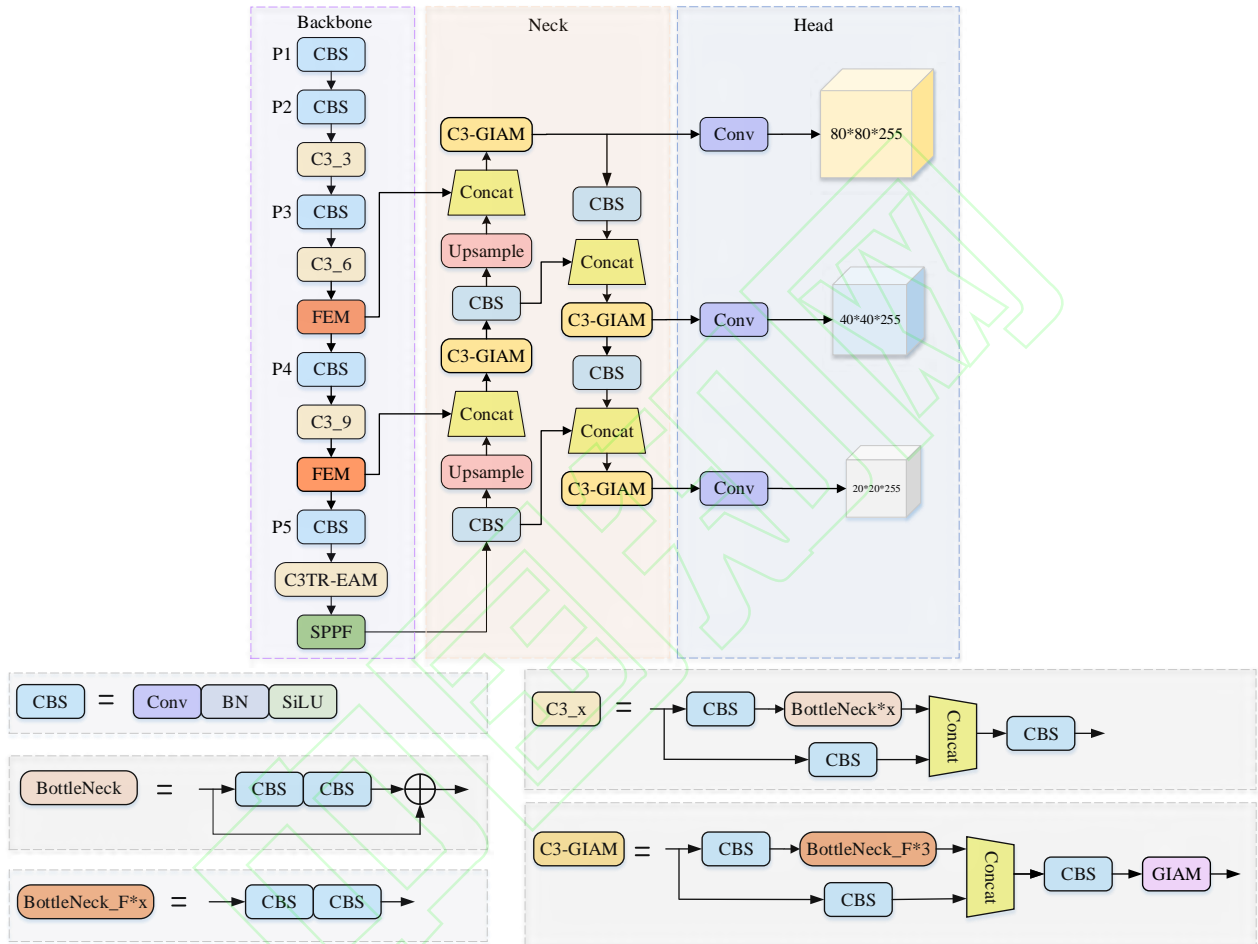 Backbone
Neck
Head
P1
CBS
P2
CBS
C3_3
P3
CBS
C3_6
FEM
P4
CBS
C3_9
FEM
P5
CBS
C3TR-EAM
SPPF
C3-GIAM
Concat
Upsample
CBS
C3-GIAM
Concat
Upsample
CBS
CBS
Concat
C3-GIAM
CBS
Concat
C3-GIAM
Conv
80*80*255
Conv
40*40*255
Conv
20*20*255
CBS = Conv BN SiLU
BottleNeck = CBS CBS
BottleNeck_F*x = CBS CBS
C3_x = CBS BottleNeck*x Concat CBS
CBS
C3-GIAM = CBS BottleNeck_F*3 Concat CBS GIAM
CBS